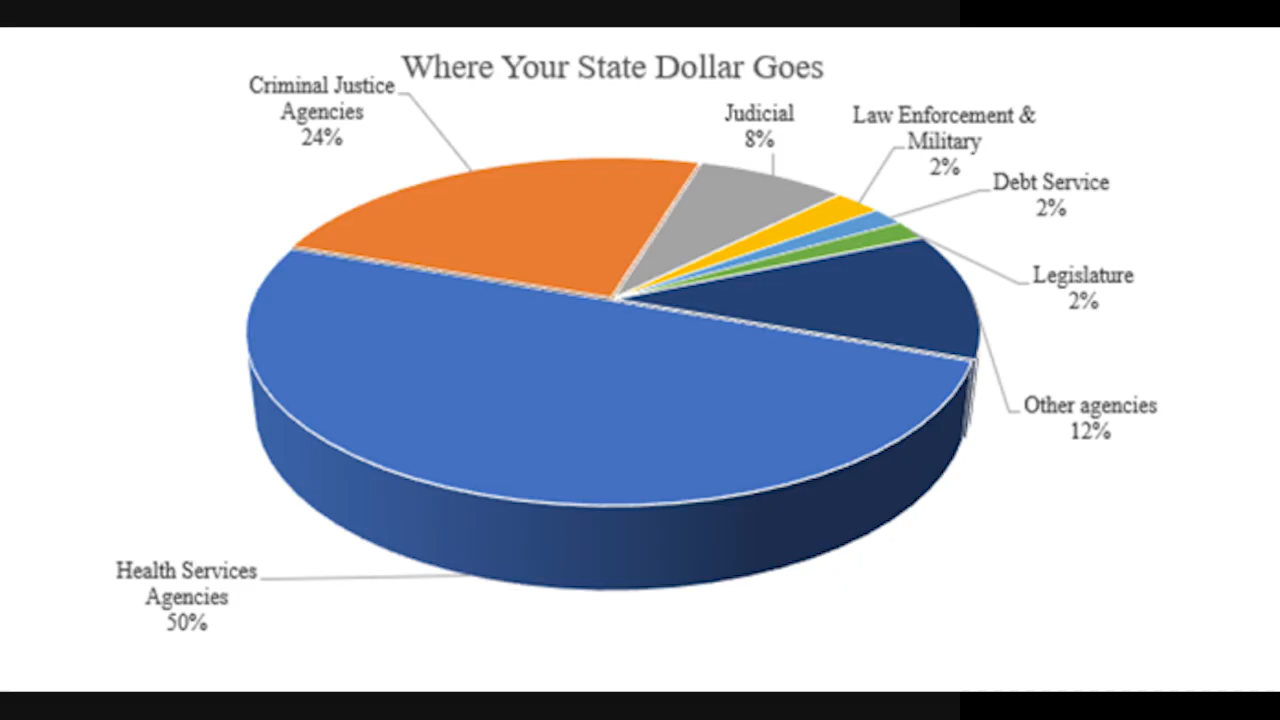 Where Your State Dollar Goes
Criminal Justice
Agencies
24%
Judicial
8%
Law Enforcement &
Military
2%
Debt Service
2%
Legislature
2%
Other agencies
12%
Health Services
Agencies
50%